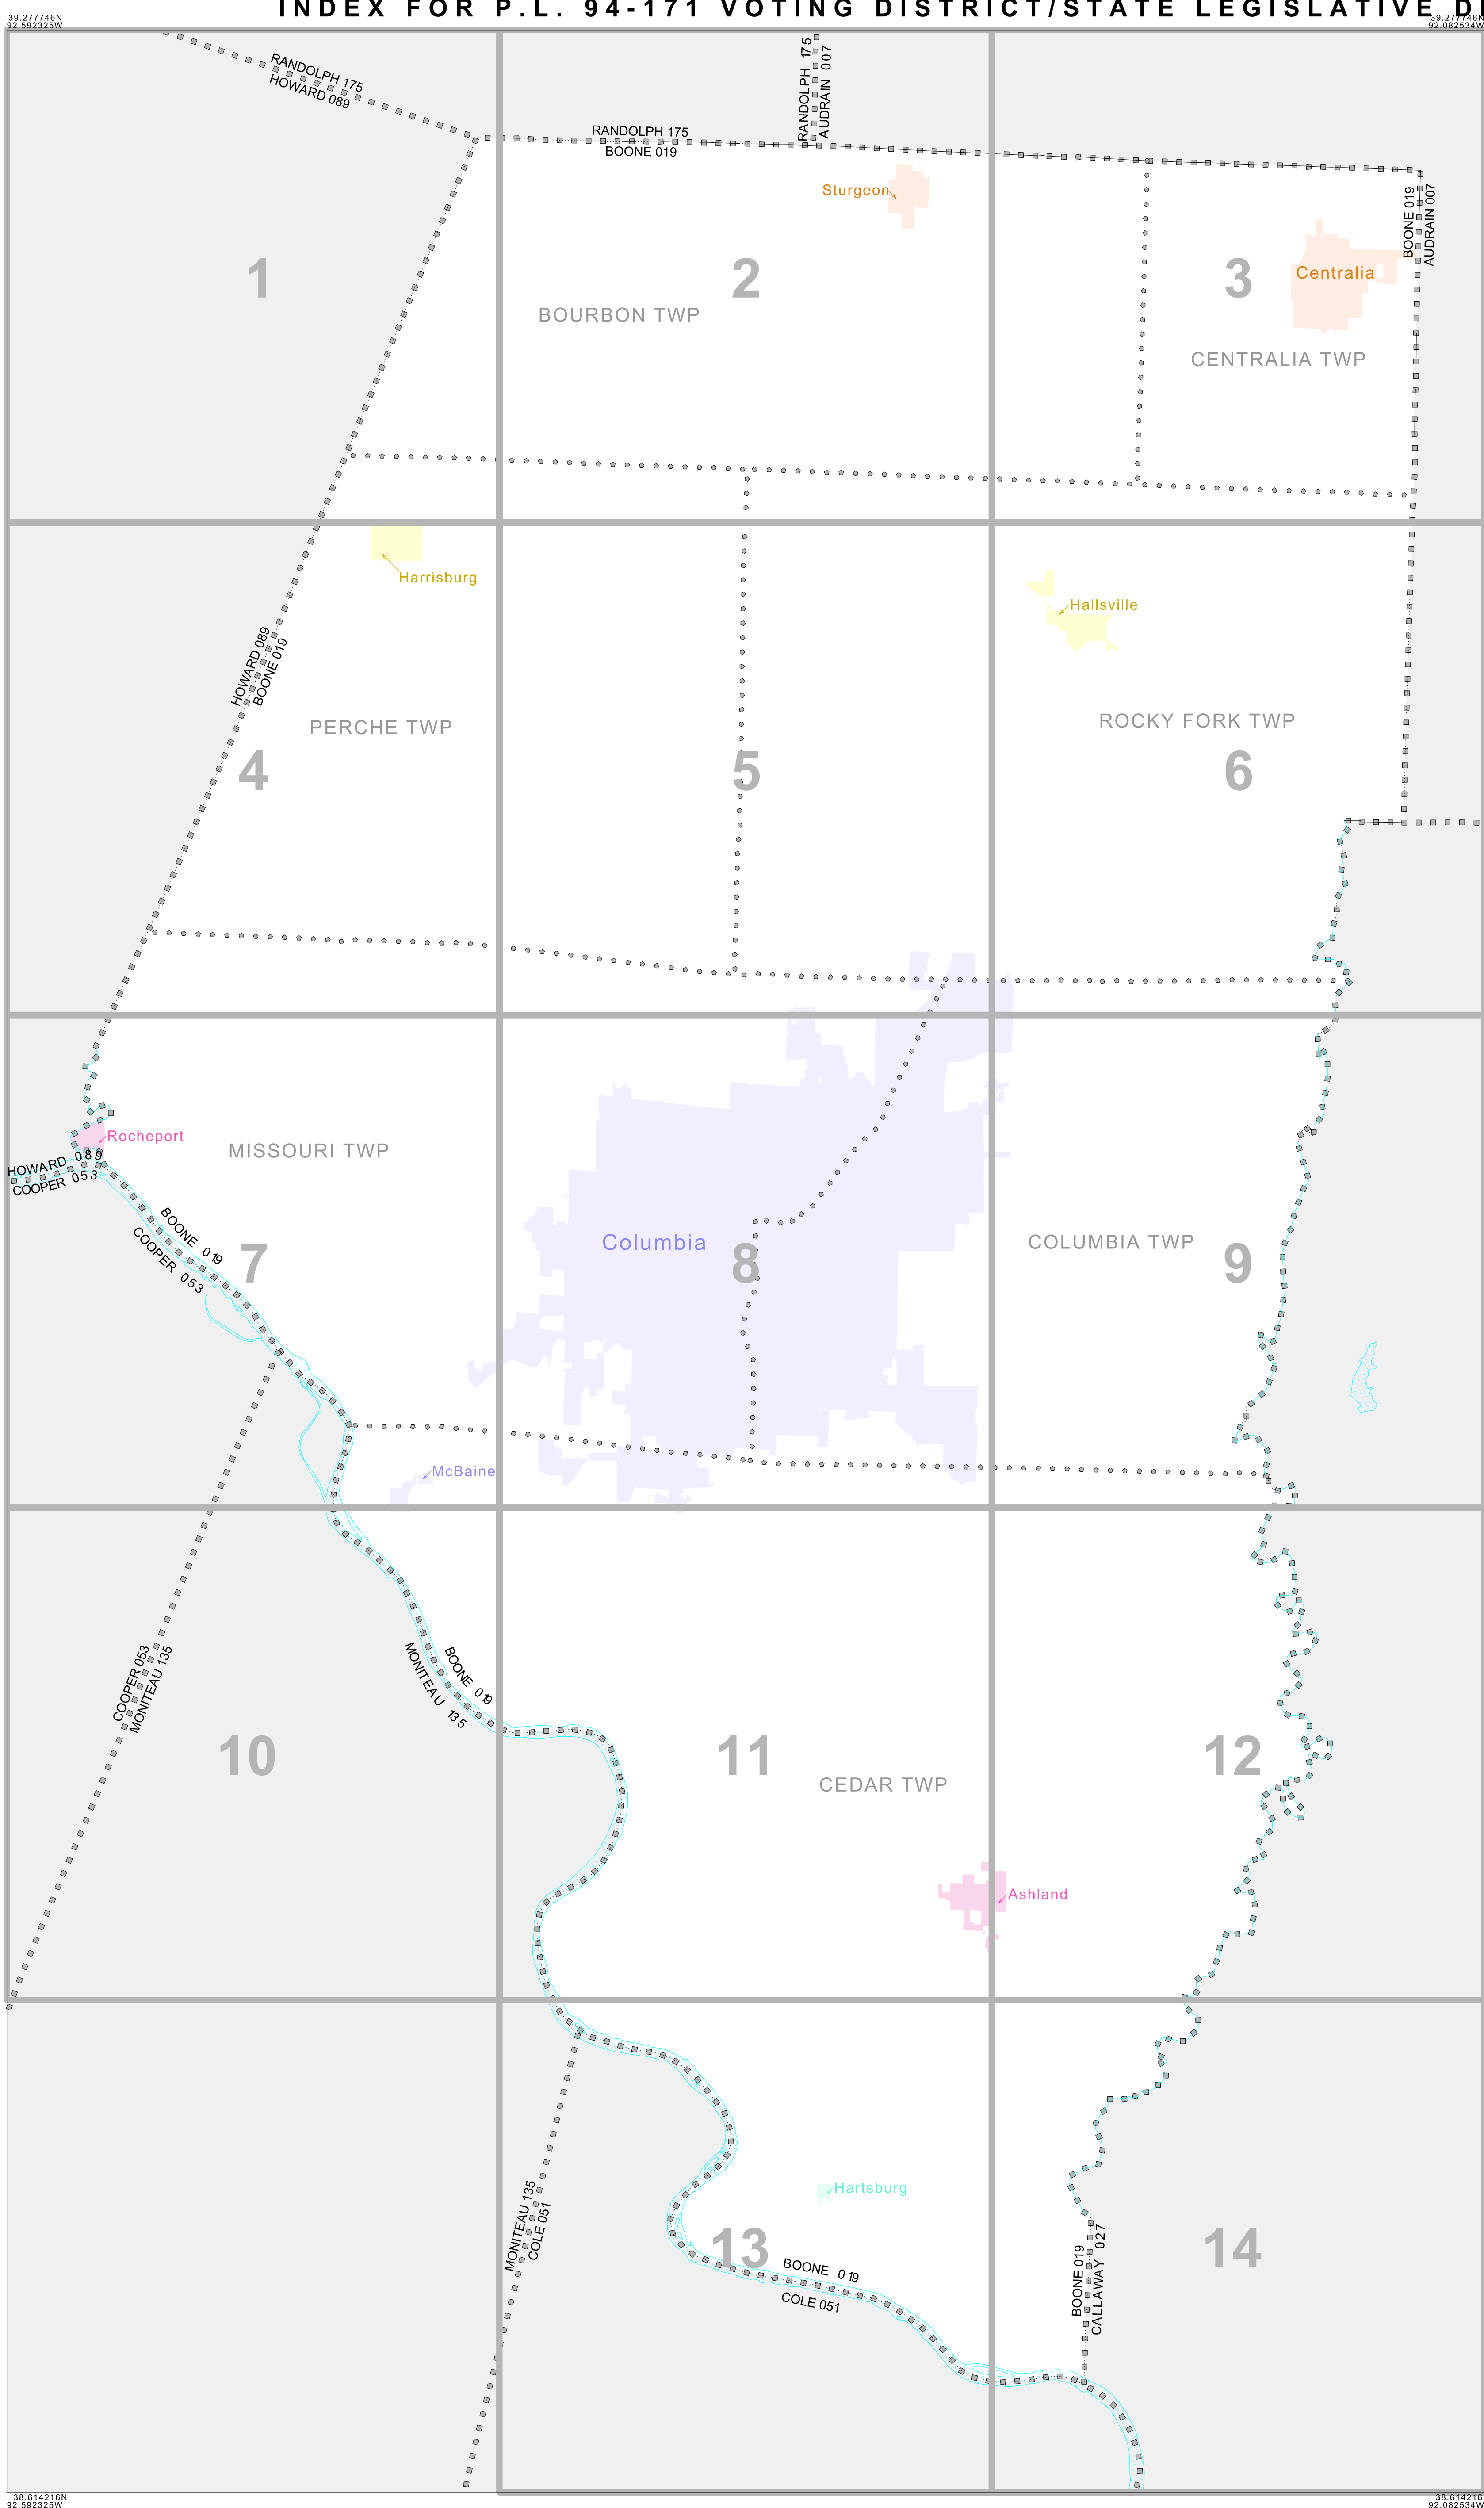 INDEX FOR P.L. 94-171 VOTING DISTRICT/STATE LEGISLATIVE
39.277746N
92.592325W
39.277746N
92.082534W
RANDOLPH 175
HOWARD 089
RANDOLPH 175
AUDRAIN 007
RANDOLPH 175
BOONE 019
Sturgeon
BOONE 019
AUDRAIN 007
Centralia
1
2
3
BOURBON TWP
CENTRALIA TWP
Harrisburg
Hallsville
HOWARD 089
BOONE 019
PERCHE TWP
ROCKY FORK TWP
4
5
6
Rocheport
MISSOURI TWP
HOWARD 089
COOPER 053
BOONE 019
COOPER 053
Columbia
COLUMBIA TWP
7
8
9
McBaine
COOPER 053
MONITEAU 135
BOONE 019
MONITEAU 135
10
11
12
CEDAR TWP
Ashland
Hartsburg
MONITEAU 135
COLE 051
13
14
BOONE 019
COLE 051
BOONE 019
CALLAWAY 027
38.614216N
92.592325W
38.614216
92.082534W